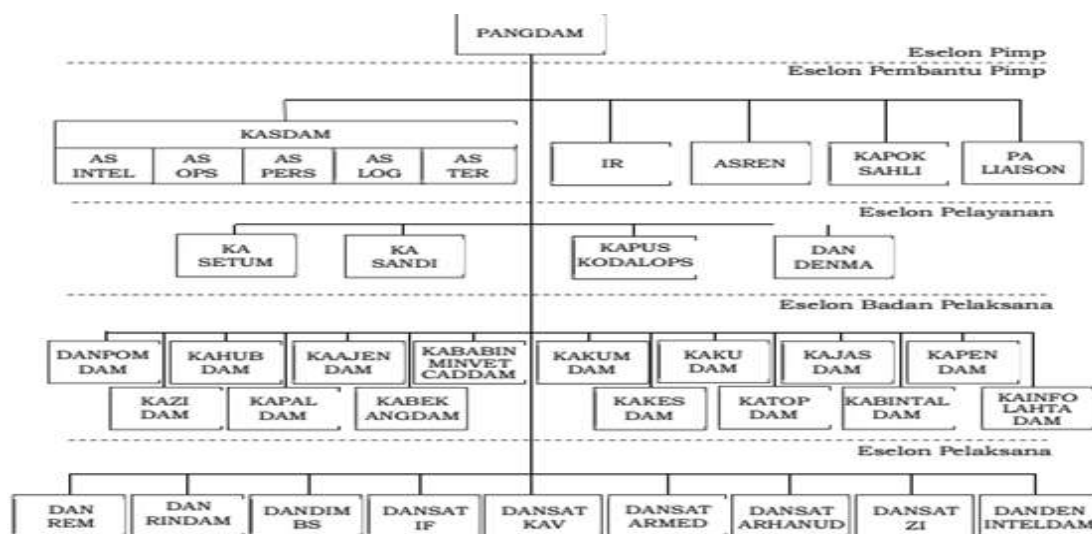 PANGDAM
Eselon Pimp
Eselon Pembantu Pimp
KASDAM
AS
INTEL
AS
OPS
AS
PERS
AS
LOG
AS
TER
IR
ASREN
KAPOK
SAHLI
PA
LIAISON
Eselon Pelayanan
KA
SETUM
KA
SANDI
KAPUS
KODALOPS
DAN
DENMA
Eselon Badan Pelaksana
DANPOM
DAM
KAHUB
DAM
KAAJEN
DAM
KABABIN
MINVET
CADDAM
KAKUM
DAM
KAKU
DAM
KAJAS
DAM
KAPEN
DAM
KAZI
DAM
KAPAL
DAM
KABEK
ANGDAM
KAKES
DAM
KATOP
DAM
KABINTAL
DAM
KAINFO
LAHTA
DAM
Eselon Pelaksana
DAN
REM
DAN
RINDAM
DANDIM
BS
DANSAT
IF
DANSAT
KAV
DANSAT
ARMED
DANSAT
ARHANUD
DANSAT
ZI
DANDEN
INTELDAM